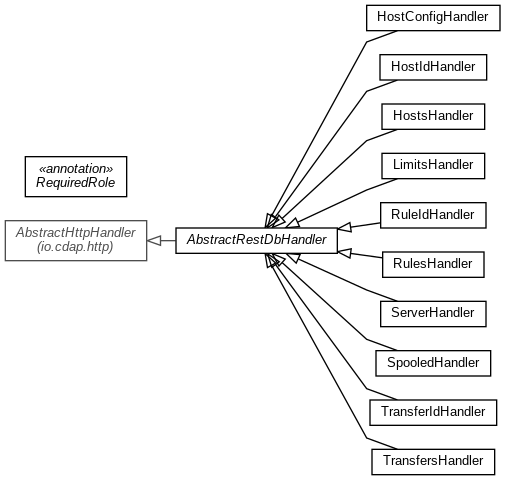 HostConfigHandler
HostIdHandler
HostsHandler
LimitsHandler
«annotation»
RequiredRole
RuleIdHandler
AbstractHttpHandler
(io.cdap.http)
AbstractRestDbHandler
RulesHandler
ServerHandler
SpooledHandler
TransferIdHandler
TransfersHandler